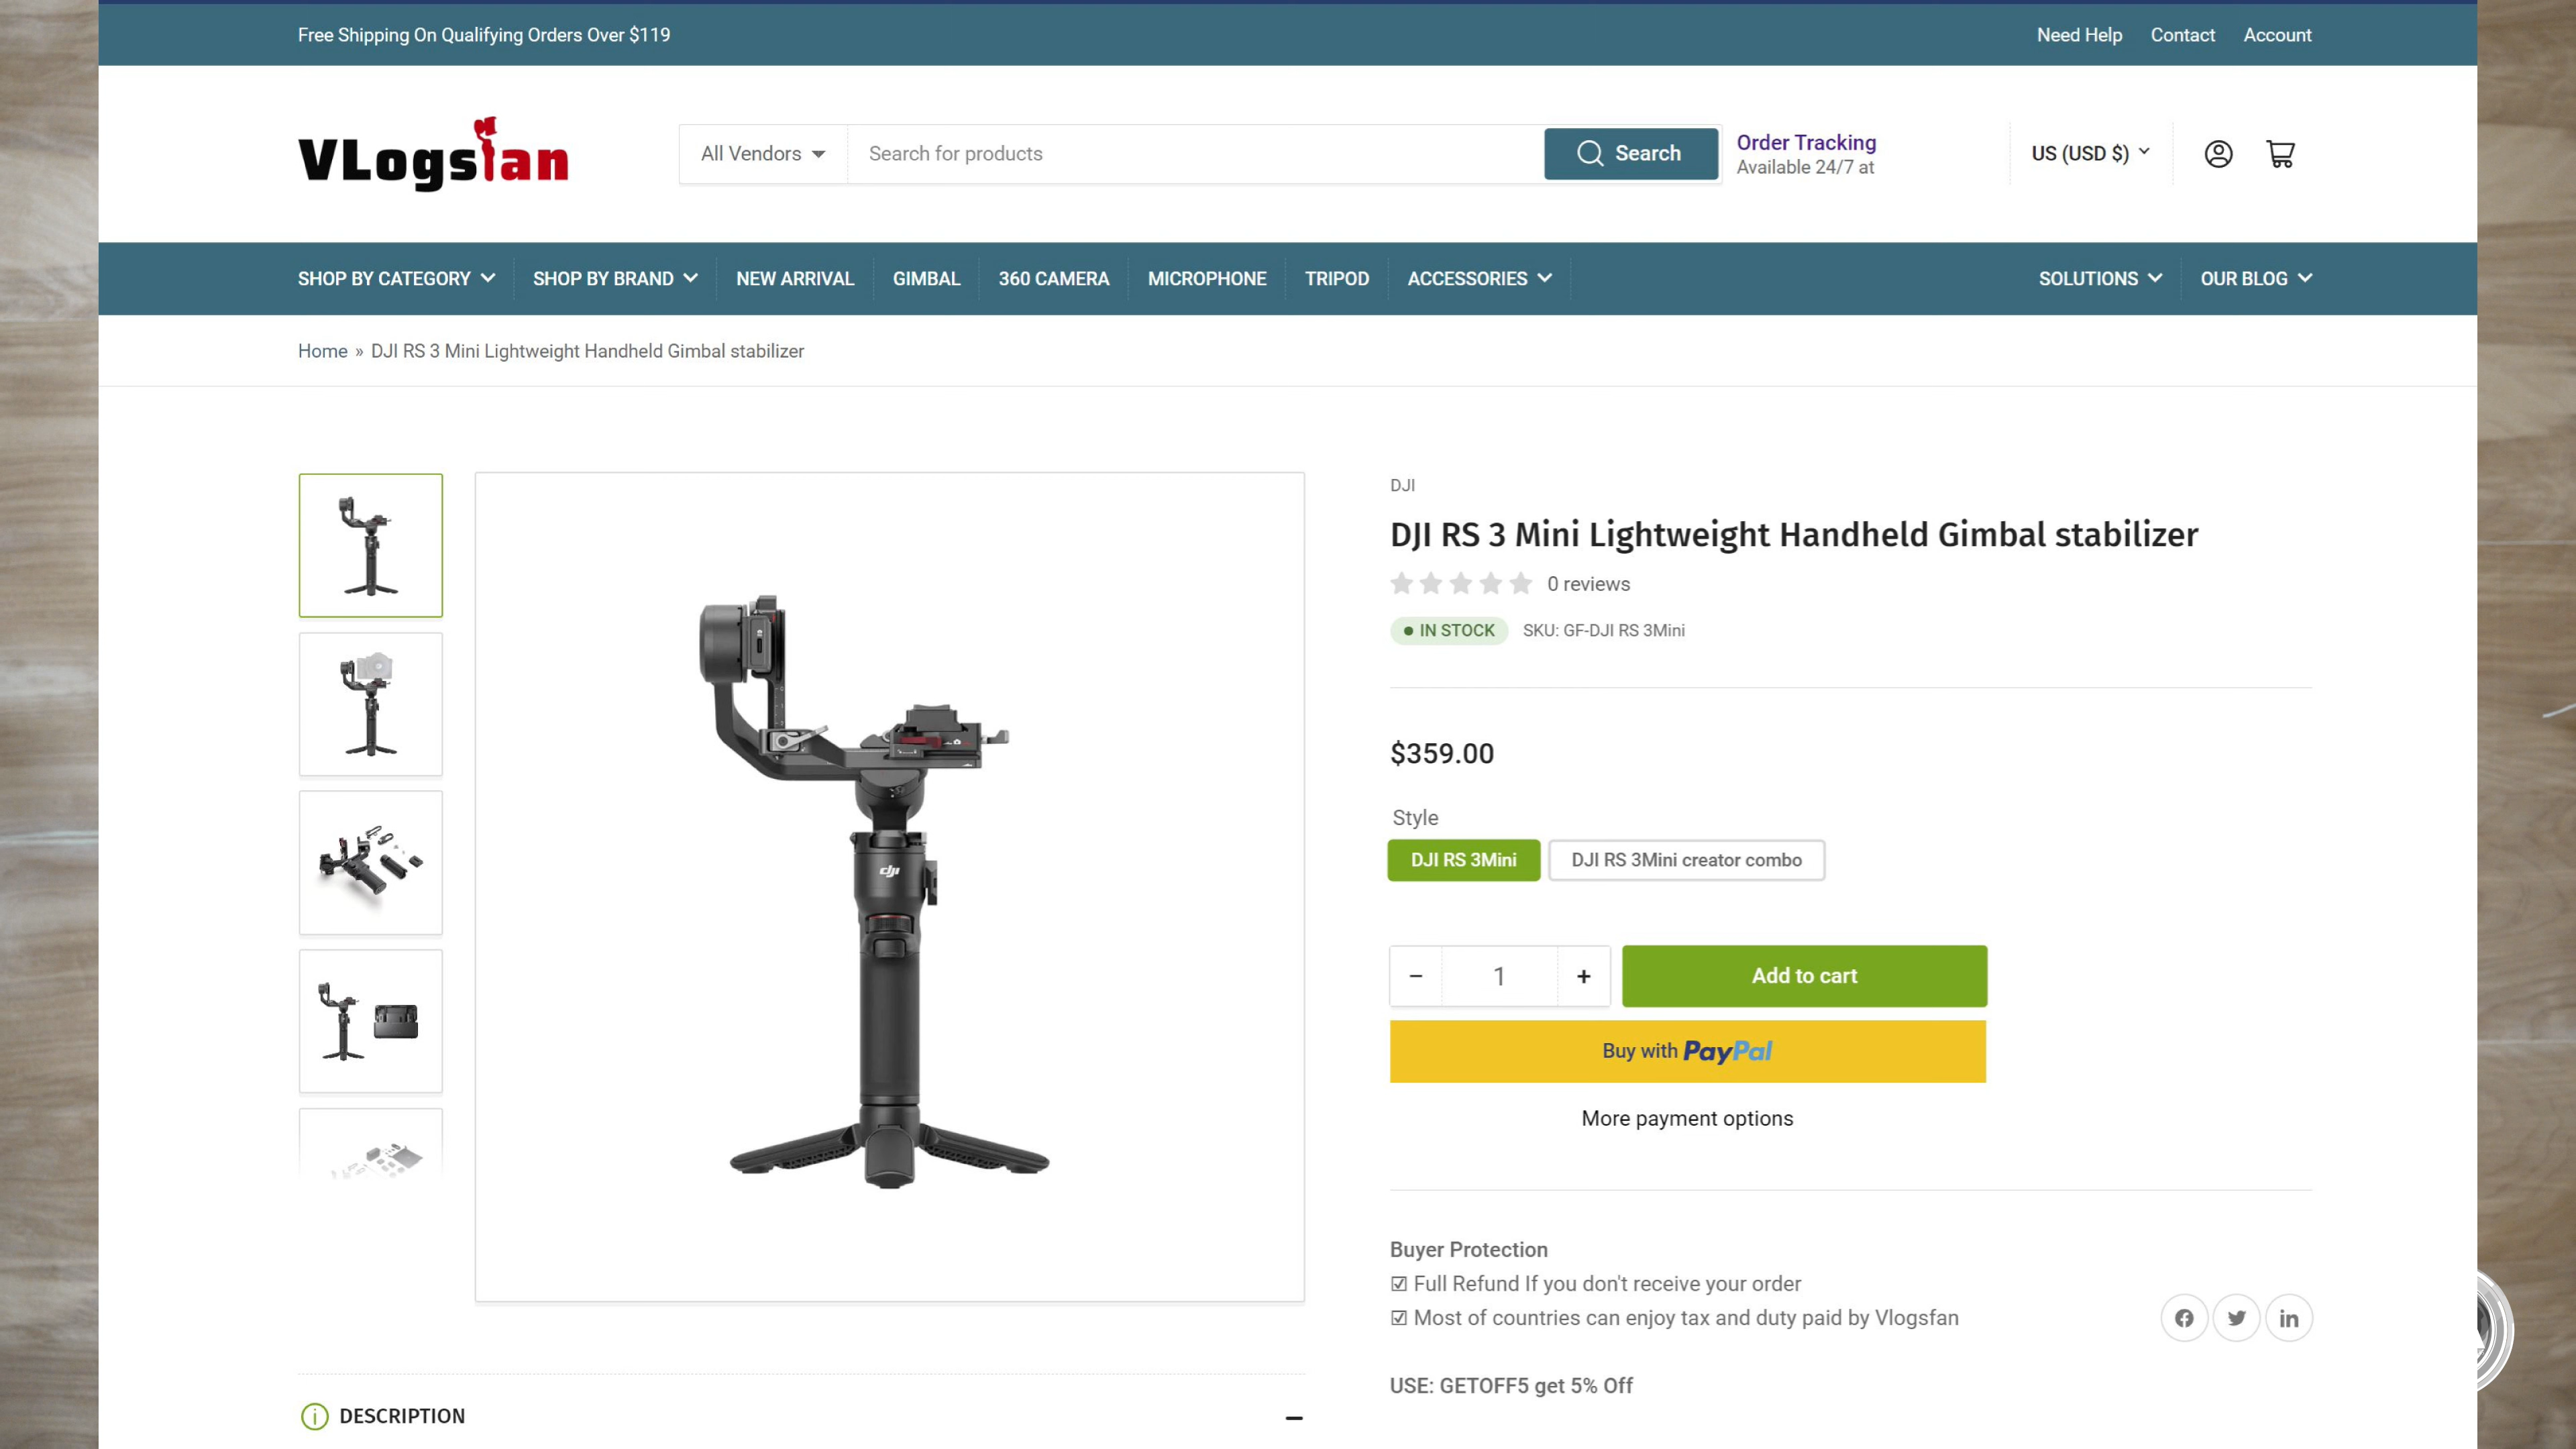 Free Shipping On Qualifying Orders Over $119
Need Help
Contact
Account
VLogsfan
All Vendors
Search for products
Search
Order Tracking
Available 24/7 at
US (USD $)
SHOP BY CATEGORY
SHOP BY BRAND
NEW ARRIVAL
GIMBAL
360 CAMERA
MICROPHONE
TRIPOD
ACCESSORIES
SOLUTIONS
OUR BLOG
Home » DJI RS 3 Mini Lightweight Handheld Gimbal stabilizer
DJI
DJI RS 3 Mini Lightweight Handheld Gimbal stabilizer
0 reviews
IN STOCK
SKU: GF-DJI RS 3Mini
$359.00
Style
DJI RS 3Mini
DJI RS 3Mini creator combo
dji
− 1 +
Add to cart
Buy with PayPal
More payment options
Buyer Protection
☑ Full Refund If you don't receive your order
☑ Most of countries can enjoy tax and duty paid by Vlogsfan
USE: GETOFF5 get 5% Off
DESCRIPTION